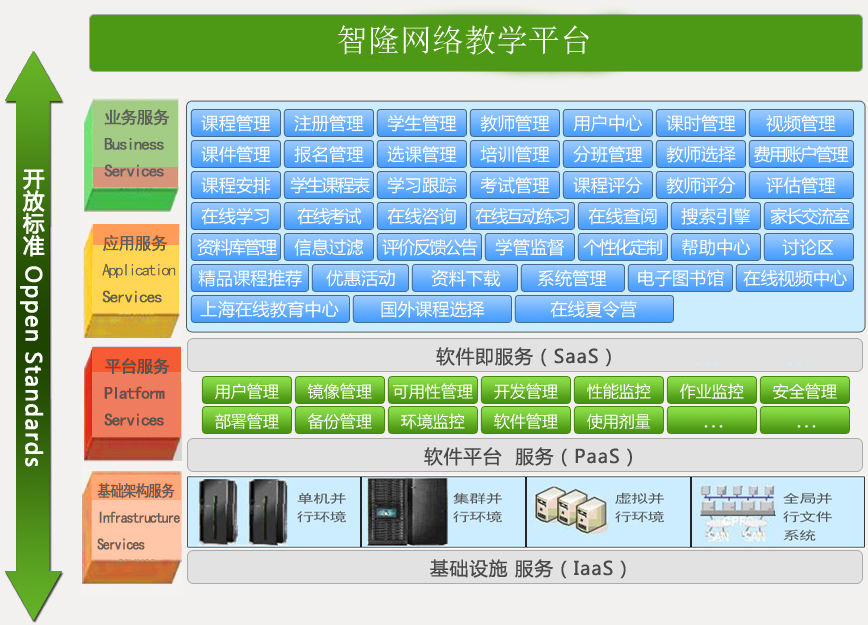 智隆网络教学平台
开放标准 Oppen Standards
业务服务
Business
Services
课程管理 注册管理 学生管理 教师管理 用户中心 课时管理 视频管理
课件管理 报名管理 选课管理 培训管理 分班管理 教师选择 费用账户管理
课程安排 学生课程表 学习跟踪 考试管理 课程评分 教师评分 评估管理
在线学习 在线考试 在线咨询 在线互动练习 在线查阅 搜索引擎 家长交流室
应用服务
Application
Services
资料库管理 信息过滤 评价反馈公告 学管监督 个性化定制 帮助中心 讨论区
精品课程推荐 优惠活动 资料下载 系统管理 电子图书馆 在线视频中心
上海在线教育中心 国外课程选择 在线夏令营
软件即服务（SaaS）
平台服务
Platform
Services
用户管理 镜像管理 可用性管理 开发管理 性能监控 作业监控 安全管理
部署管理 备份管理 环境监控 软件管理 使用剂量 ... ...
软件平台 服务（PaaS）
基础架构服务
Infrastructure
Services
单机并
行环境
集群并
行环境
虚拟并
行环境
全局并
行文件
系统
基础设施 服务（IaaS）